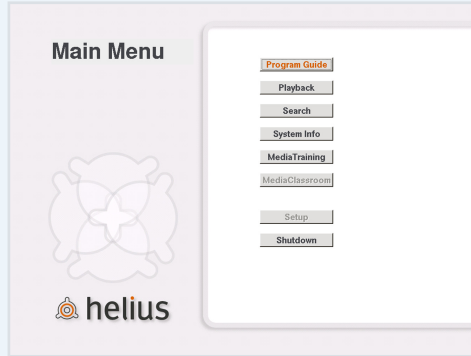 Main Menu
Program Guide
Playback
Search
System Info
MediaTraining
MediaClassroom
Setup
Shutdown
helius